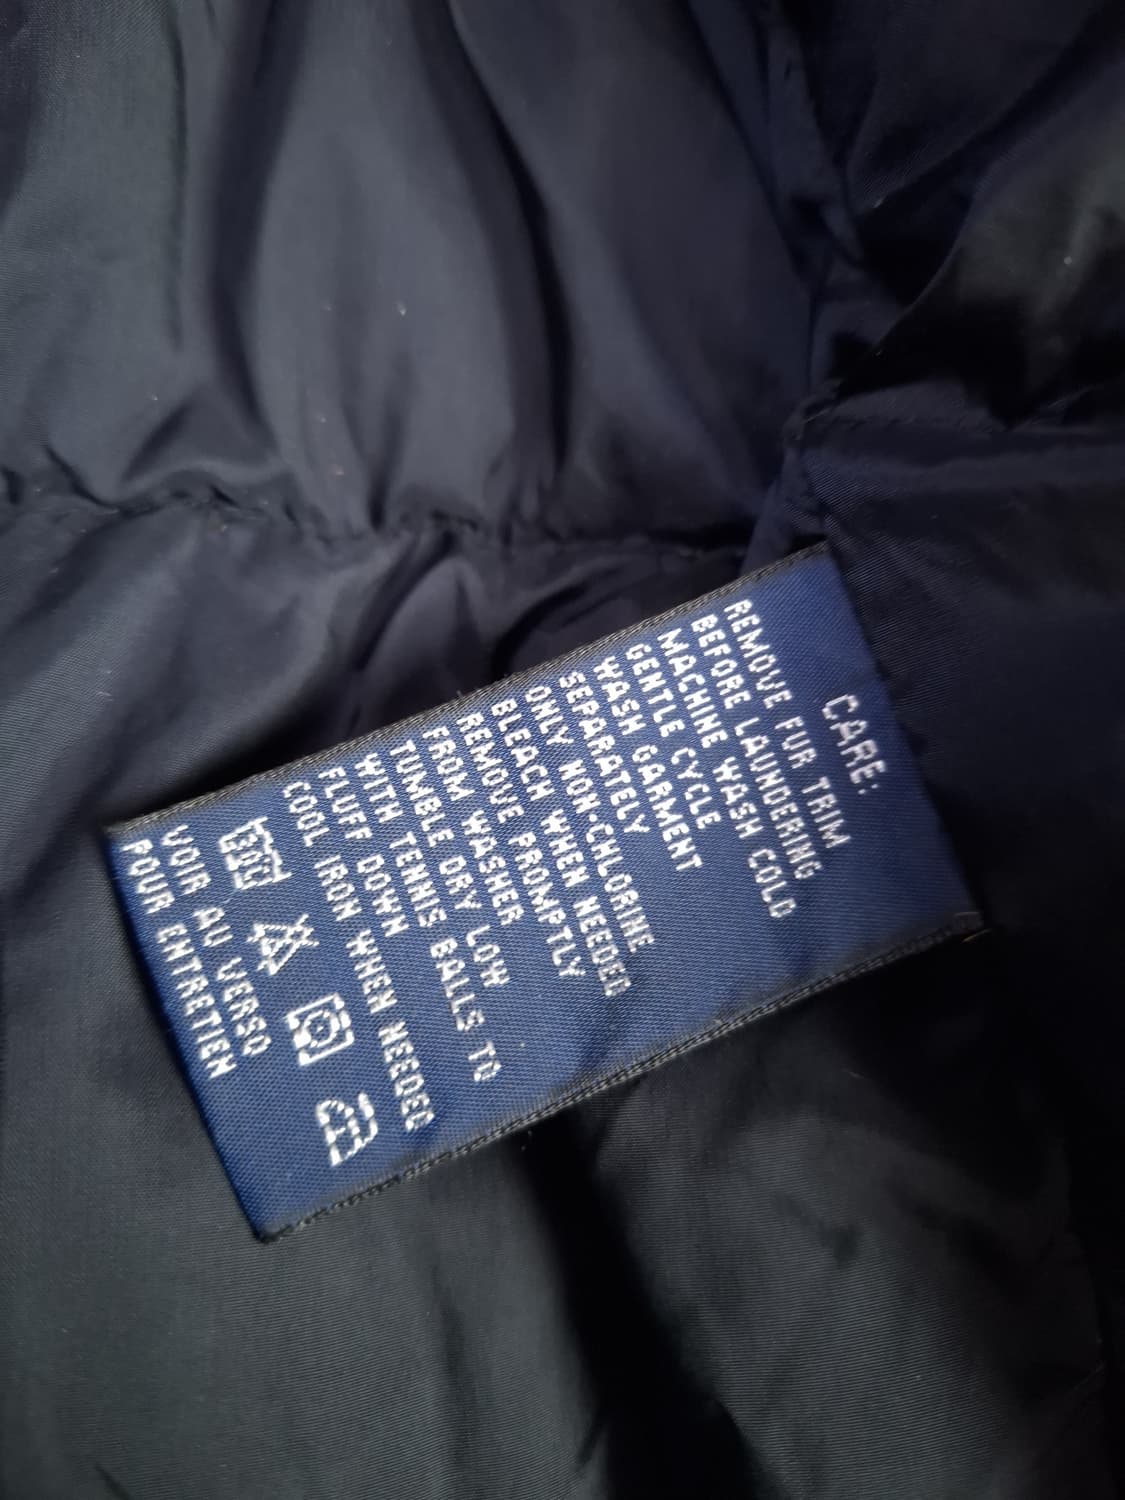 CARE:
REMOVE FUR TRIM
BEFORE LAUNDERING
MACHINE WASH COLD
GENTLE CYCLE
WASH GARMENT
SEPARATELY
ONLY NON-CHLORINE
BLEACH WHEN NEEDED
REMOVE PROMPTLY
FROM WASHER
TUMBLE DRY LOW
WITH TENNIS BALLS TO
FLUFF DOWN
COOL IRON WHEN NEEDED
30C
VOIR AU VERSO
POUR ENTRETIEN